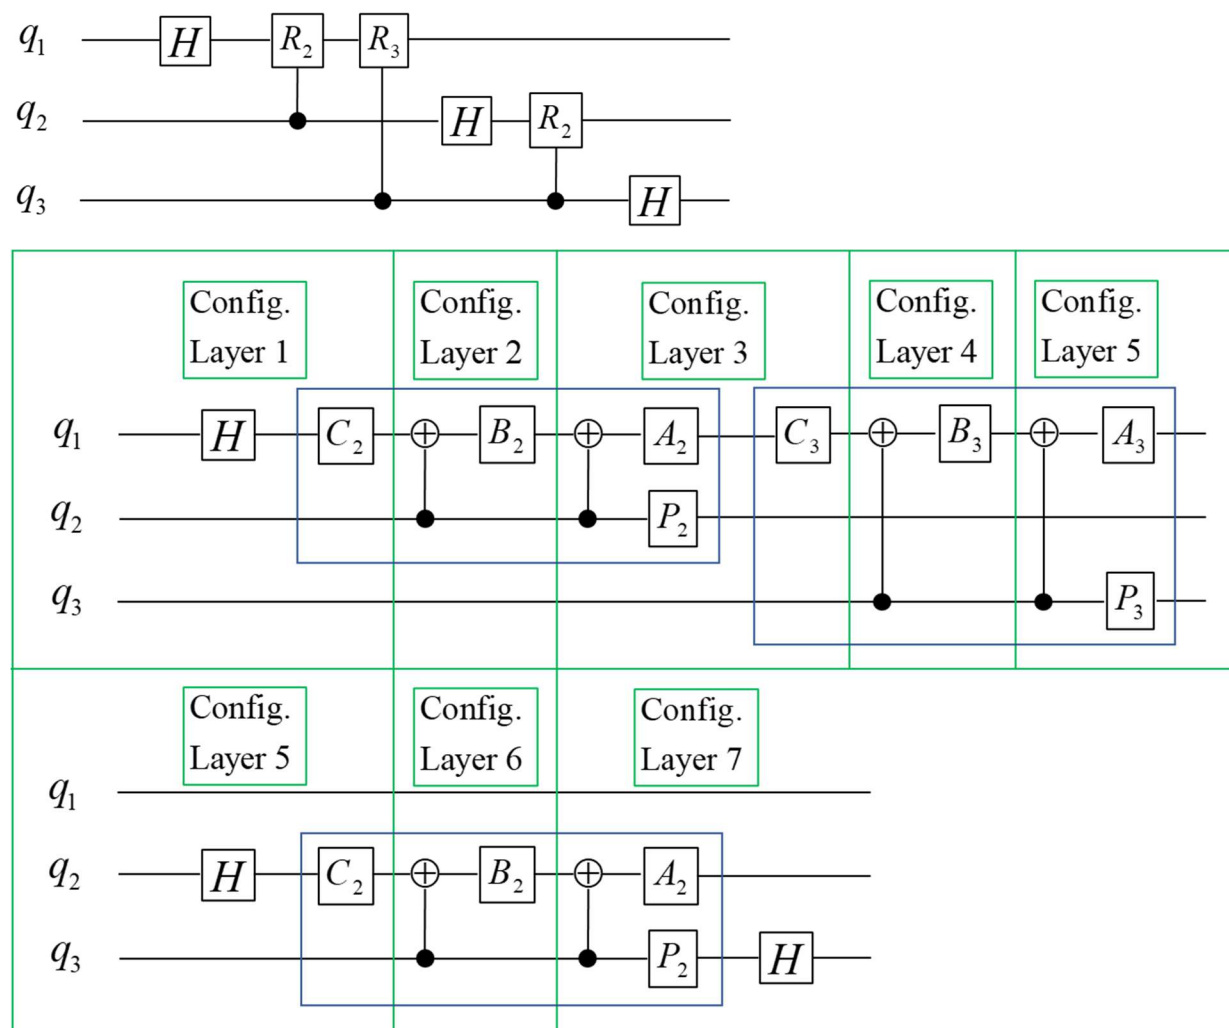 q₁ H R₂ R₃
q₂ H R₂
q₃ H
Config. Config. Config. Config. Config.
Layer 1 Layer 2 Layer 3 Layer 4 Layer 5
q₁ H C₂ B₂ A₂ C₃ B₃ A₃
q₂ P₂
q₃ P₃
Config. Config. Config.
Layer 5 Layer 6 Layer 7
q₁
q₂ H C₂ B₂ A₂
q₃ P₂ H